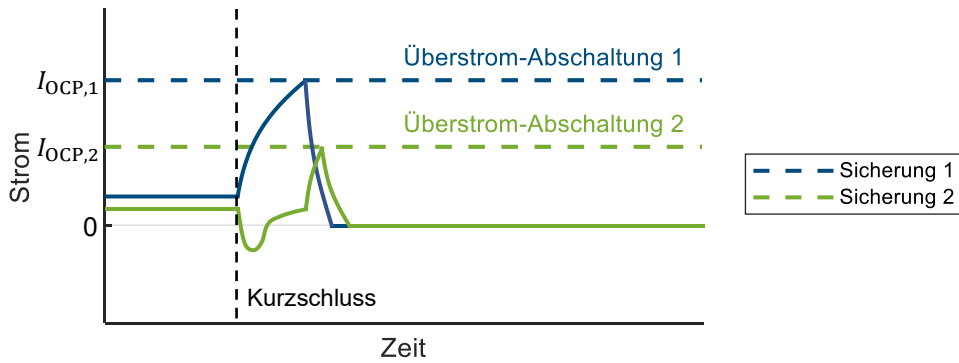 Überstrom-Abschaltung 1
I_OCP,1
Überstrom-Abschaltung 2
I_OCP,2
Strom
Sicherung 1
Sicherung 2
0
Kurzschluss
Zeit